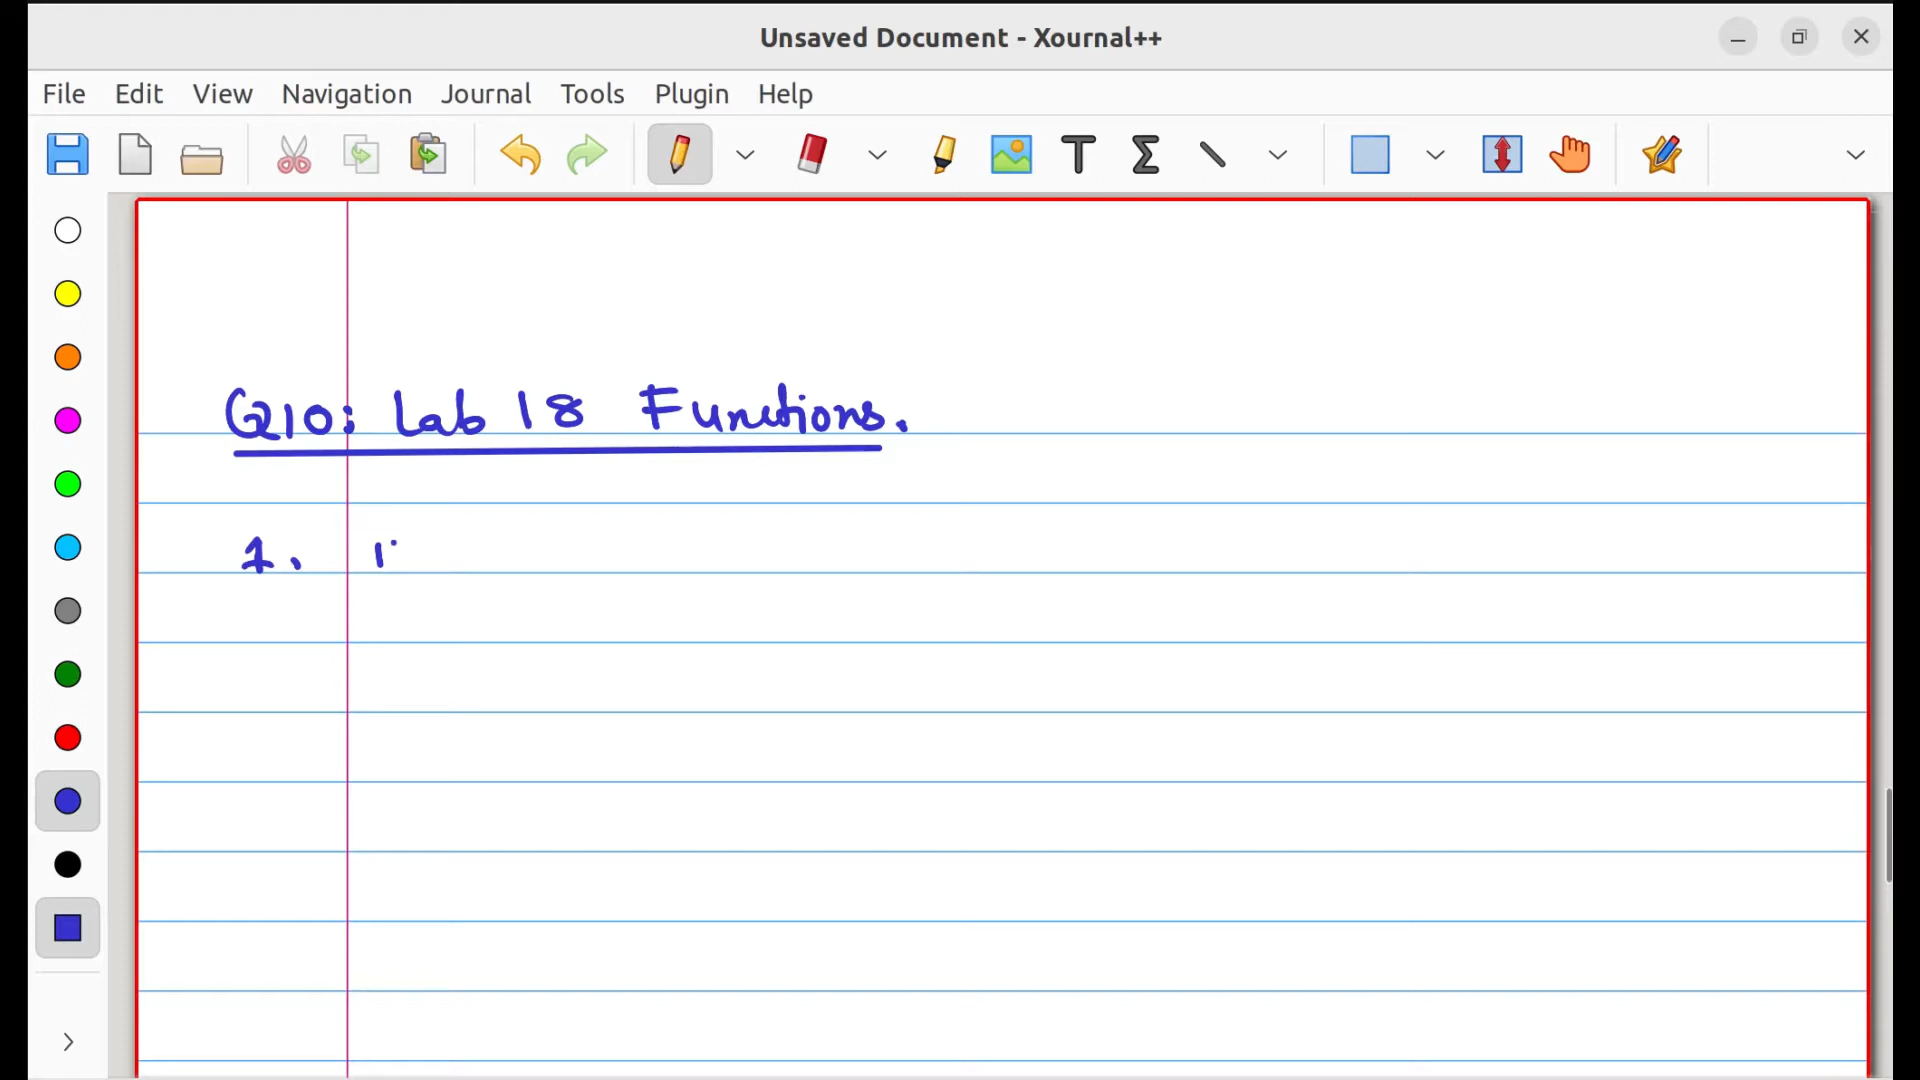 Unsaved Document - Xournal++
File Edit View Navigation Journal Tools Plugin Help
Q10: Lab 18 Functions.
1.